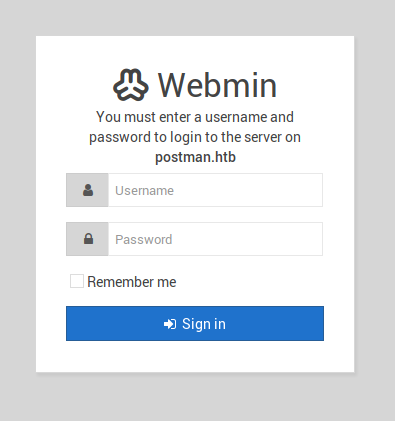 Webmin
You must enter a username and
password to login to the server on
postman.htb
Username
Password
Remember me
Sign in